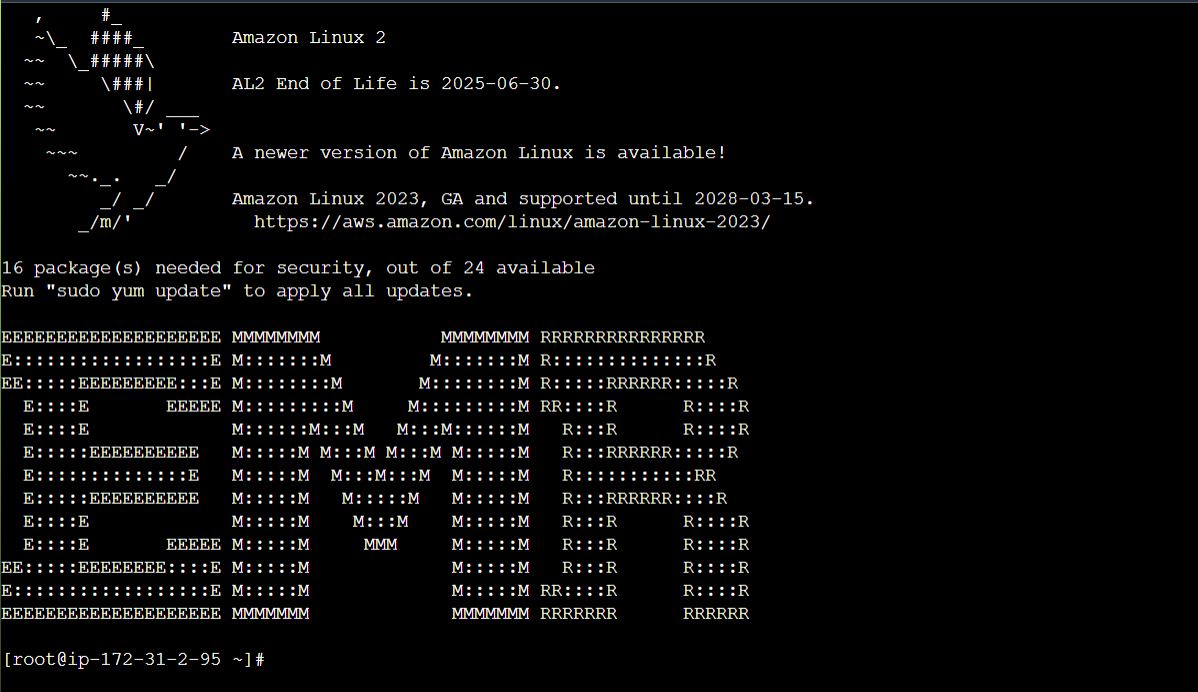 ,     #_
   ~\_  ####_        Amazon Linux 2
  ~~  \_#####\
  ~~     \###|       AL2 End of Life is 2025-06-30.
  ~~       \#/ ___
   ~~       V~' '->
    ~~~         /    A newer version of Amazon Linux is available!
      ~~._.   _/
         _/ _/       Amazon Linux 2023, GA and supported until 2028-03-15.
       _/m/'           https://aws.amazon.com/linux/amazon-linux-2023/

16 package(s) needed for security, out of 24 available
Run "sudo yum update" to apply all updates.

EEEEEEEEEEEEEEEEEEEE MMMMMMMM           MMMMMMMM RRRRRRRRRRRRRRR
E::::::::::::::::::E M:::::::M         M:::::::M R::::::::::::::R
EE:::::EEEEEEEEE:::E M::::::::M       M::::::::M R:::::RRRRRR:::::R
  E::::E       EEEEE M:::::::::M     M:::::::::M RR::::R      R::::R
  E::::E             M::::::M:::M   M:::M::::::M   R:::R      R::::R
  E:::::EEEEEEEEEE   M:::::M M:::M M:::M M:::::M   R:::RRRRRR:::::R
  E::::::::::::::E   M:::::M  M:::M:::M  M:::::M   R:::::::::::RR
  E:::::EEEEEEEEEE   M:::::M   M:::::M   M:::::M   R:::RRRRRR::::R
  E::::E             M:::::M    M:::M    M:::::M   R:::R      R::::R
  E::::E       EEEEE M:::::M     MMM     M:::::M   R:::R      R::::R
EE:::::EEEEEEEE::::E M:::::M             M:::::M   R:::R      R::::R
E::::::::::::::::::E M:::::M             M:::::M RR::::R      R::::R
EEEEEEEEEEEEEEEEEEEE MMMMMMM             MMMMMMM RRRRRRR      RRRRRR

[root@ip-172-31-2-95 ~]#